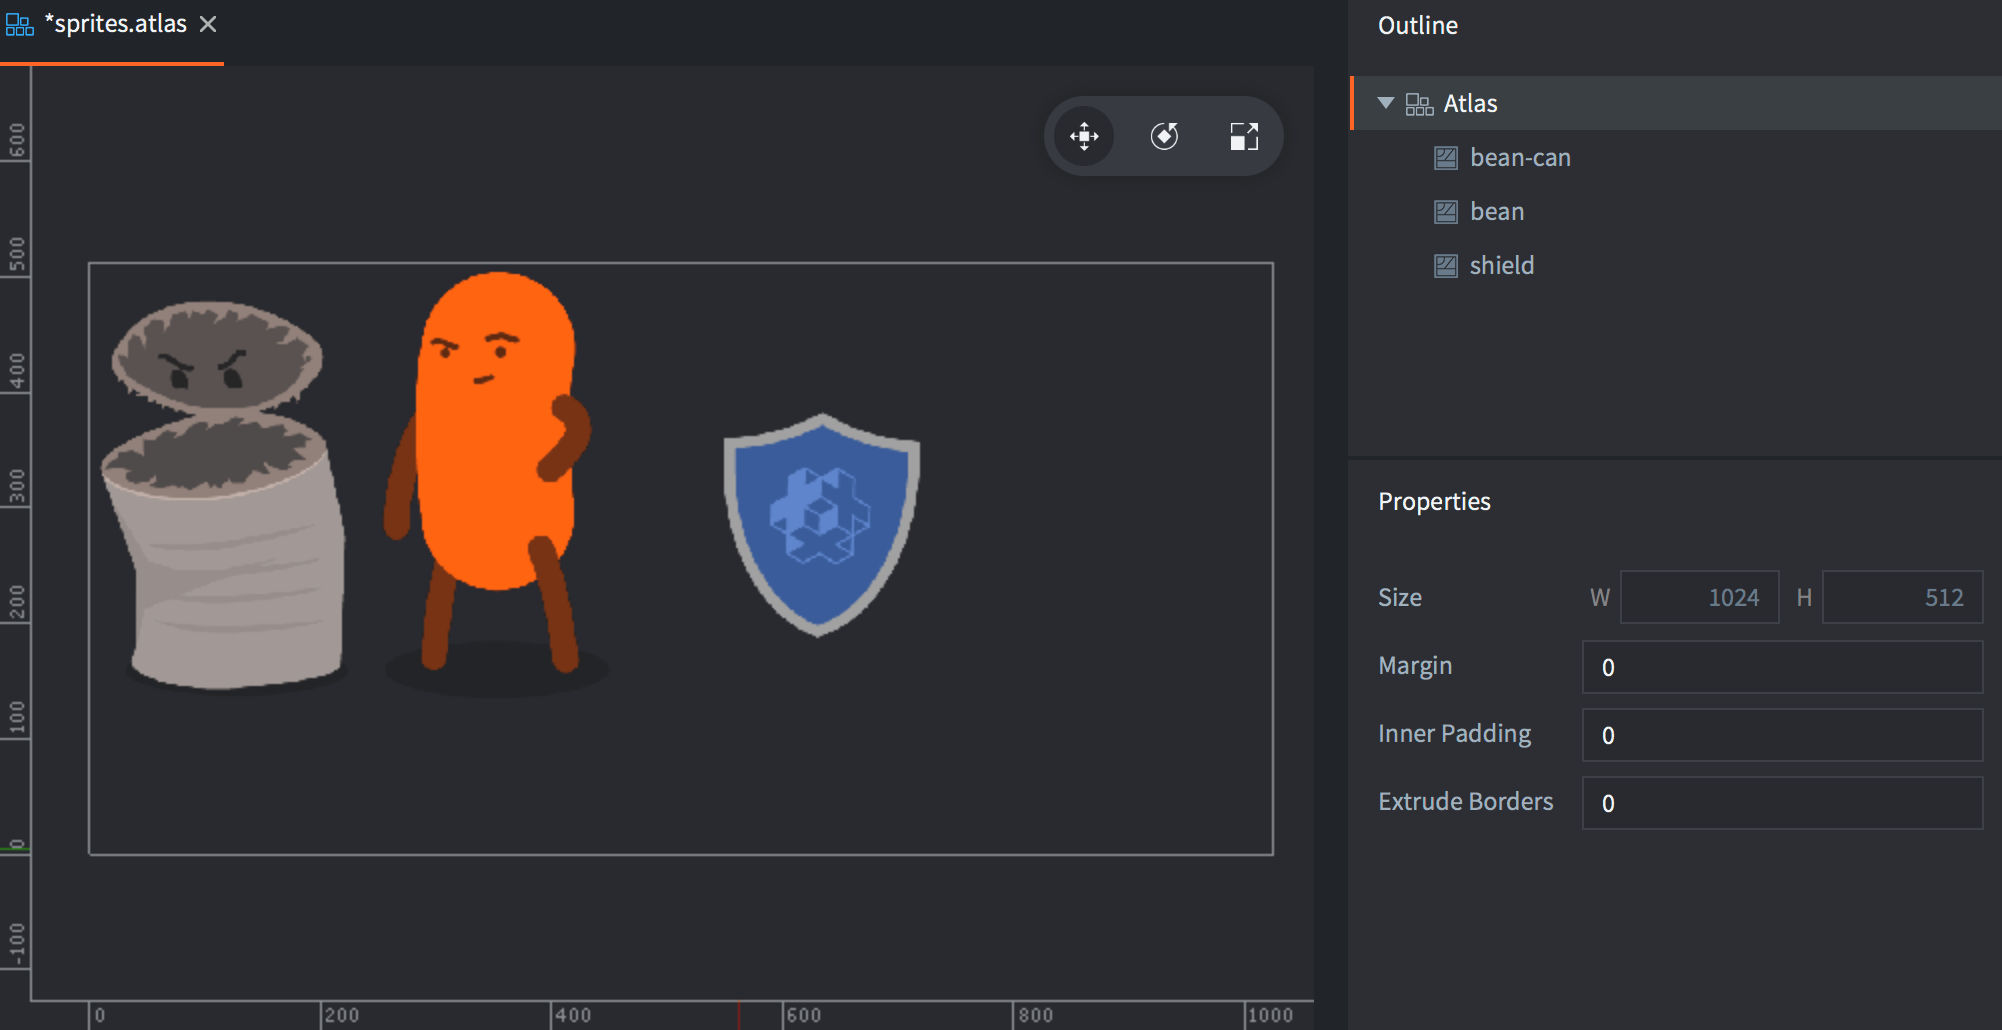 *sprites.atlas
Outline
Atlas
bean-can
bean
shield
Properties
Size W 1024 H 512
Margin 0
Inner Padding 0
Extrude Borders 0
600
500
400
300
200
100
0
-100
0 200 400 600 800 1000